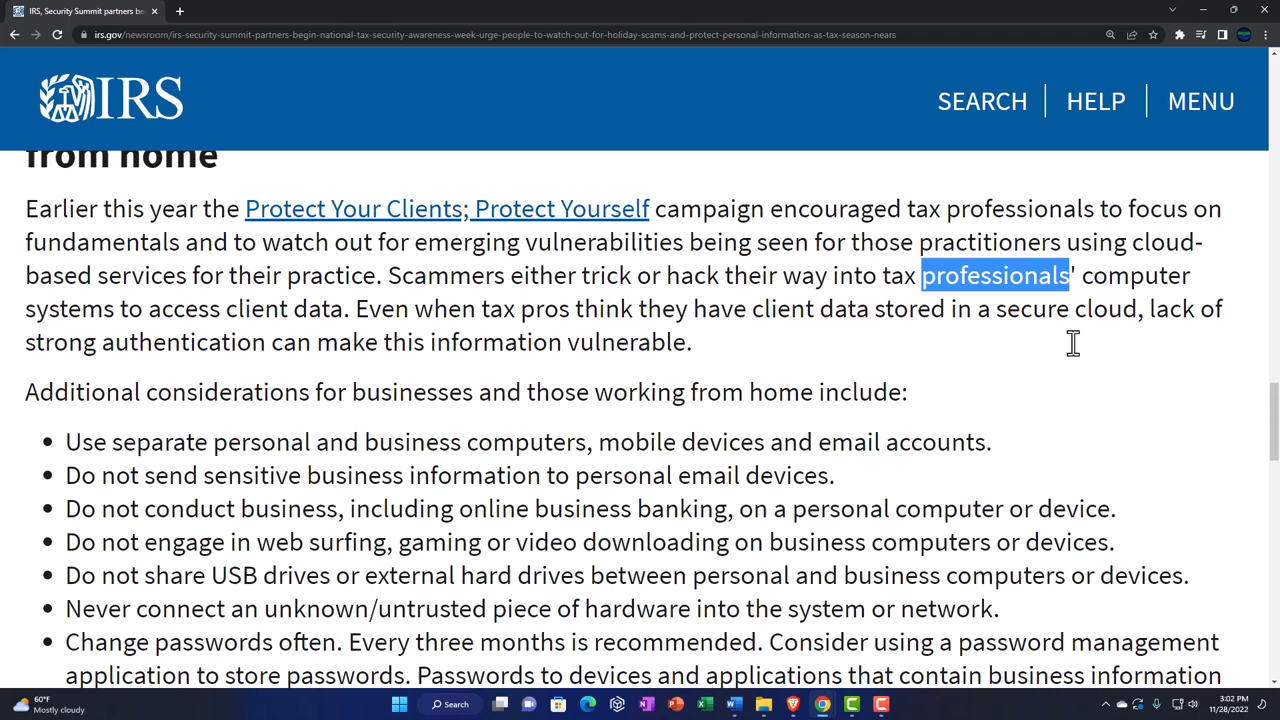 IRS, Security Summit partners be
irs.gov/newsroom/irs-security-summit-partners-begin-national-tax-security-awareness-week-urge-people-to-watch-out-for-holiday-scams-and-protect-personal-information-as-tax-season-nears
IRS
SEARCH HELP MENU
from home
Earlier this year the Protect Your Clients; Protect Yourself campaign encouraged tax professionals to focus on
fundamentals and to watch out for emerging vulnerabilities being seen for those practitioners using cloud-
based services for their practice. Scammers either trick or hack their way into tax professionals' computer
systems to access client data. Even when tax pros think they have client data stored in a secure cloud, lack of
strong authentication can make this information vulnerable.
Additional considerations for businesses and those working from home include:
• Use separate personal and business computers, mobile devices and email accounts.
• Do not send sensitive business information to personal email devices.
• Do not conduct business, including online business banking, on a personal computer or device.
• Do not engage in web surfing, gaming or video downloading on business computers or devices.
• Do not share USB drives or external hard drives between personal and business computers or devices.
• Never connect an unknown/untrusted piece of hardware into the system or network.
• Change passwords often. Every three months is recommended. Consider using a password management
application to store passwords. Passwords to devices and applications that contain business information
60°F
Mostly cloudy
Search
3:02 PM
11/28/2022